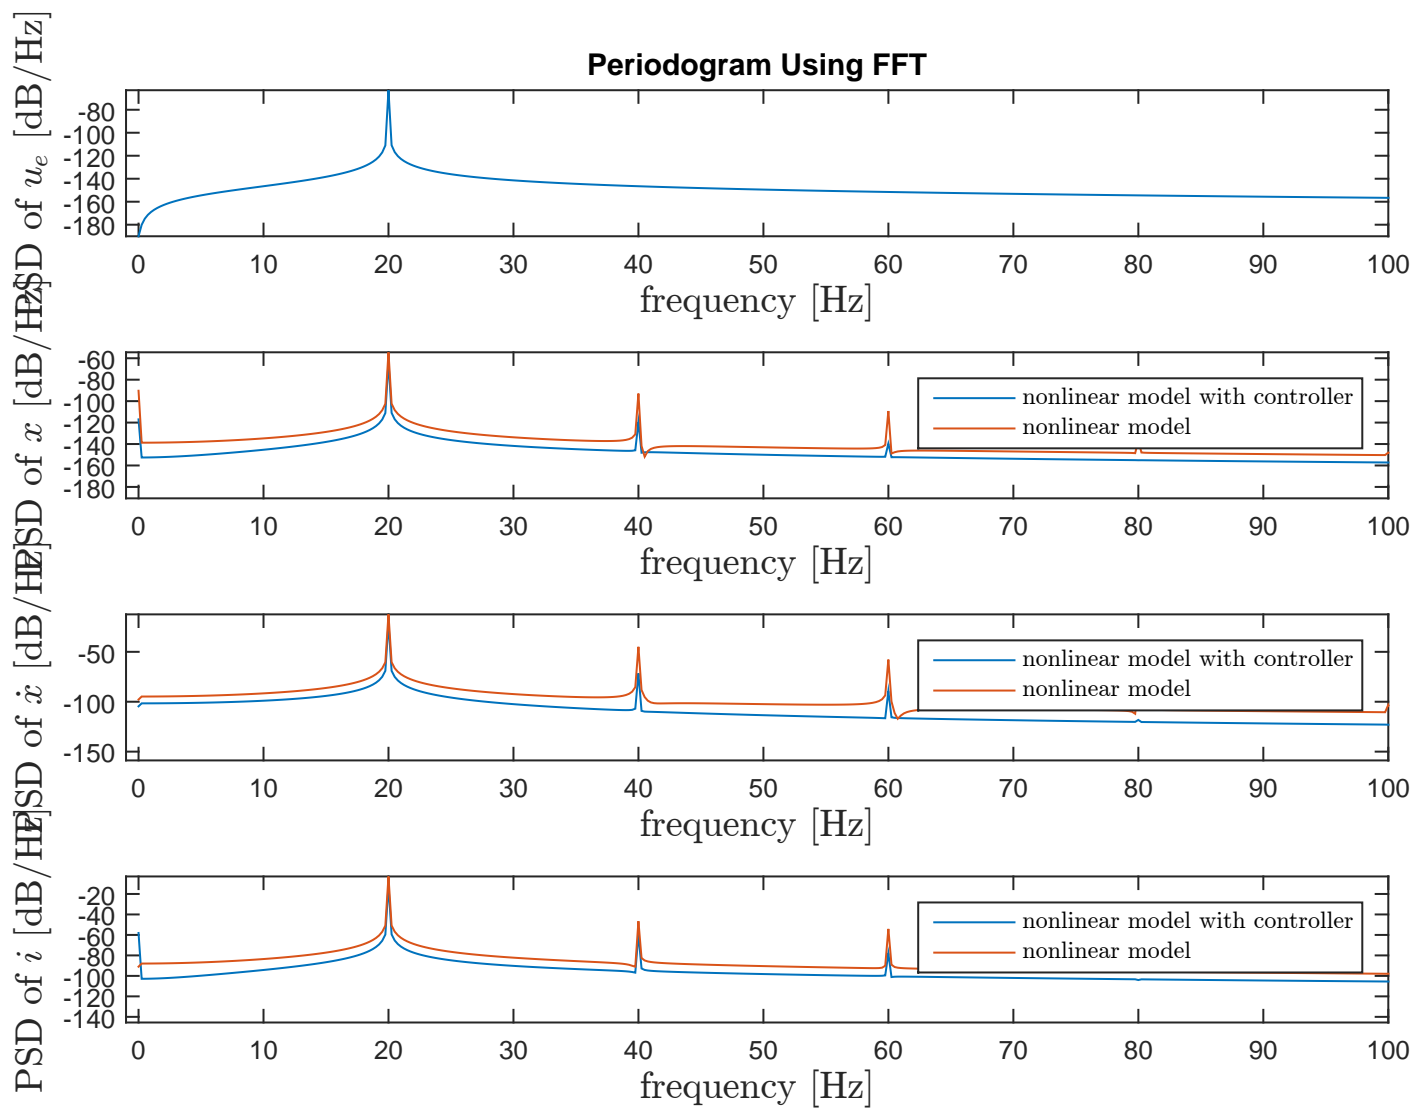 Periodogram Using FFT
PSD of u_e [dB/Hz]
-80
-100
-120
-140
-160
-180
0 10 20 30 40 50 60 70 80 90 100
frequency [Hz]
PSD of x [dB/Hz]
-60
-80
-100
-120
-140
-160
-180
nonlinear model with controller
nonlinear model
0 10 20 30 40 50 60 70 80 90 100
frequency [Hz]
PSD of ẋ [dB/Hz]
-50
-100
-150
nonlinear model with controller
nonlinear model
0 10 20 30 40 50 60 70 80 90 100
frequency [Hz]
PSD of i [dB/Hz]
-20
-40
-60
-80
-100
-120
-140
nonlinear model with controller
nonlinear model
0 10 20 30 40 50 60 70 80 90 100
frequency [Hz]